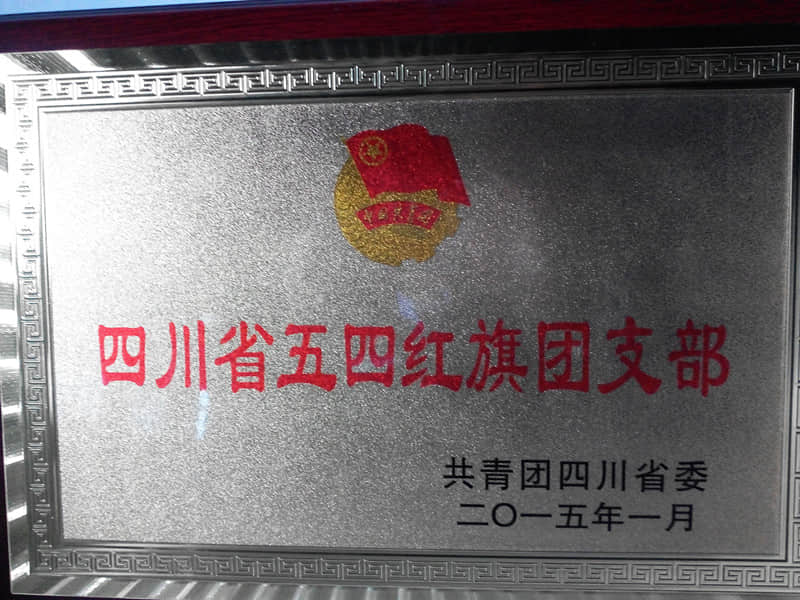 四川省五四红旗团支部
共青团四川省委
二〇一五年一月